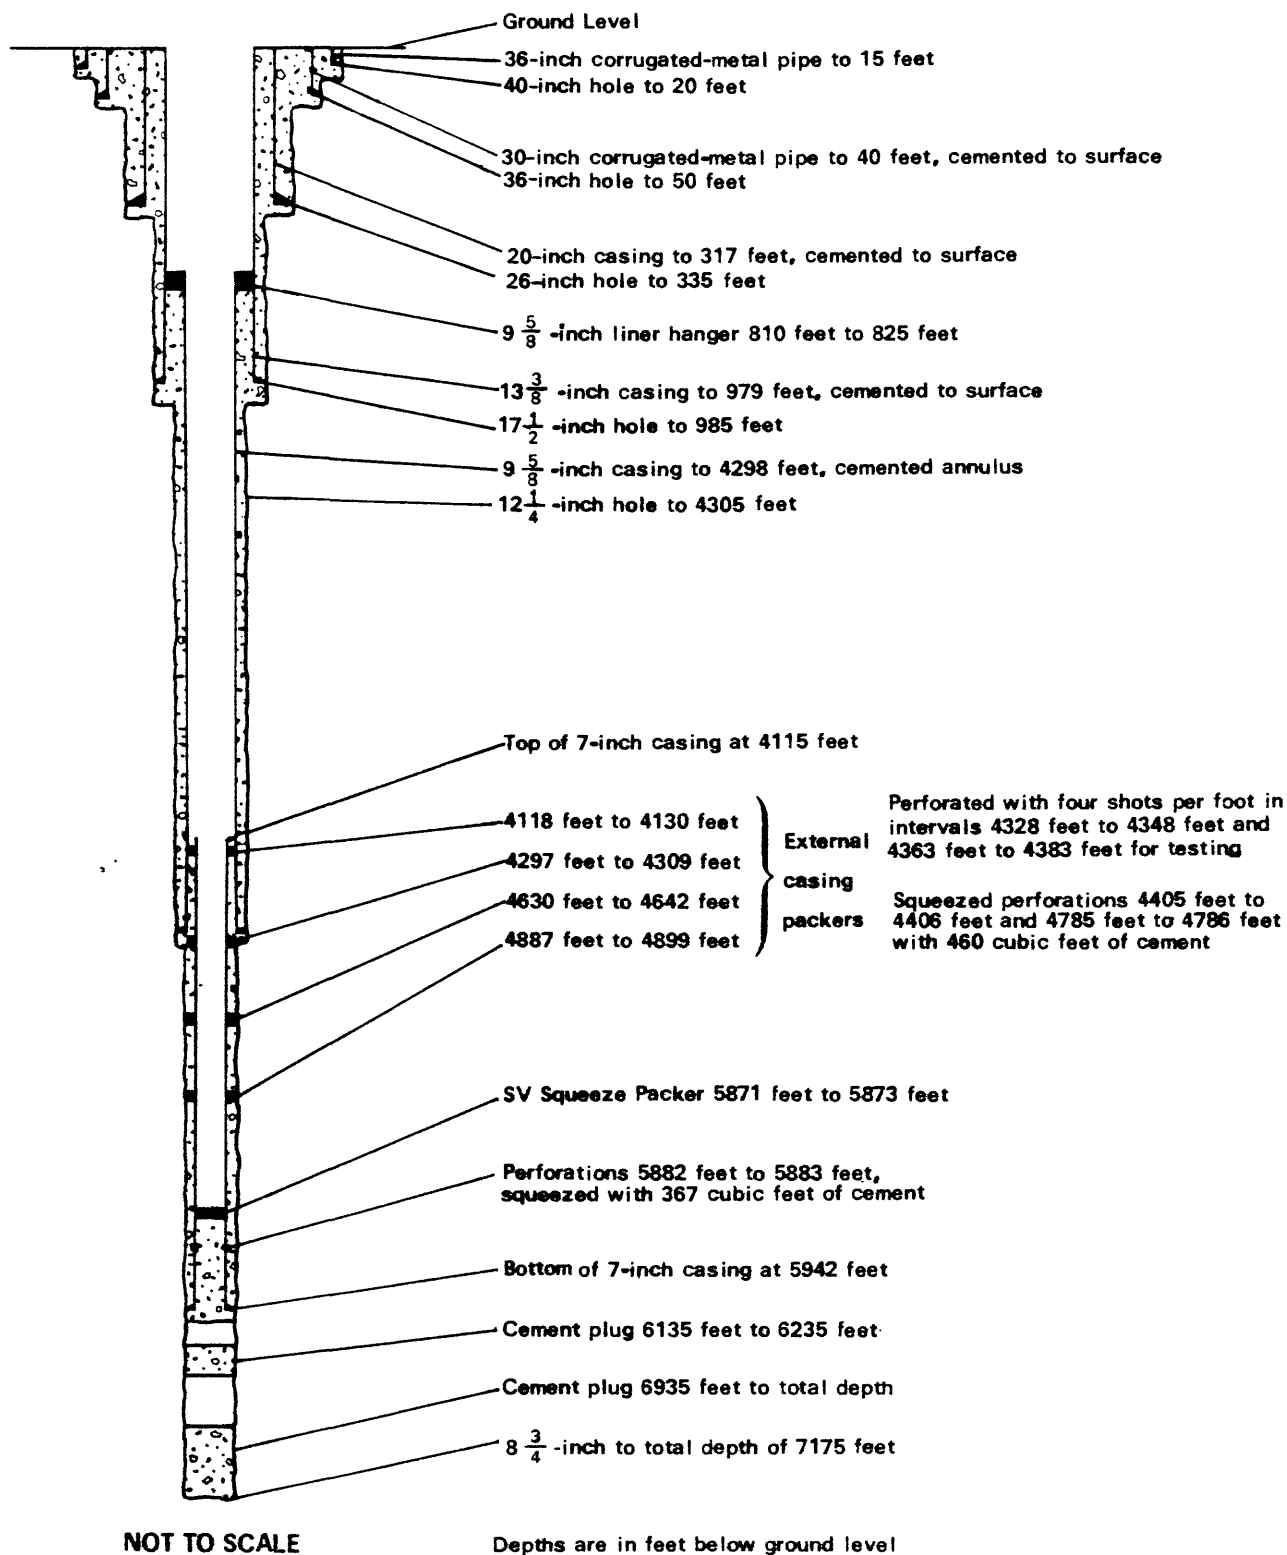 Ground Level
36-inch corrugated-metal pipe to 15 feet
40-inch hole to 20 feet
30-inch corrugated-metal pipe to 40 feet, cemented to surface
36-inch hole to 50 feet
20-inch casing to 317 feet, cemented to surface
26-inch hole to 335 feet
9 5/8 -inch liner hanger 810 feet to 825 feet
13 3/8 -inch casing to 979 feet, cemented to surface
17 1/2 -inch hole to 985 feet
9 5/8 -inch casing to 4298 feet, cemented annulus
12 1/4 -inch hole to 4305 feet
Top of 7-inch casing at 4115 feet
4118 feet to 4130 feet
4297 feet to 4309 feet
4630 feet to 4642 feet
4887 feet to 4899 feet
External
casing
packers
Perforated with four shots per foot in
intervals 4328 feet to 4348 feet and
4363 feet to 4383 feet for testing
Squeezed perforations 4405 feet to
4406 feet and 4785 feet to 4786 feet
with 460 cubic feet of cement
SV Squeeze Packer 5871 feet to 5873 feet
Perforations 5882 feet to 5883 feet,
squeezed with 367 cubic feet of cement
Bottom of 7-inch casing at 5942 feet
Cement plug 6135 feet to 6235 feet
Cement plug 6935 feet to total depth
8 3/4 -inch to total depth of 7175 feet
NOT TO SCALE
Depths are in feet below ground level